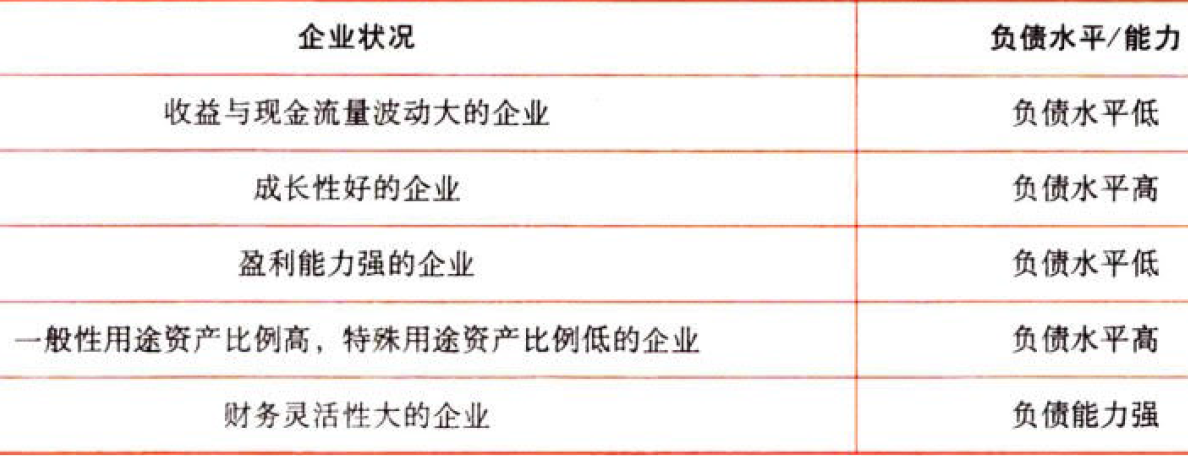 企业状况 负债水平/能力
收益与现金流量波动大的企业 负债水平低
成长性好的企业 负债水平高
盈利能力强的企业 负债水平低
一般性用途资产比例高，特殊用途资产比例低的企业 负债水平高
财务灵活性大的企业 负债能力强